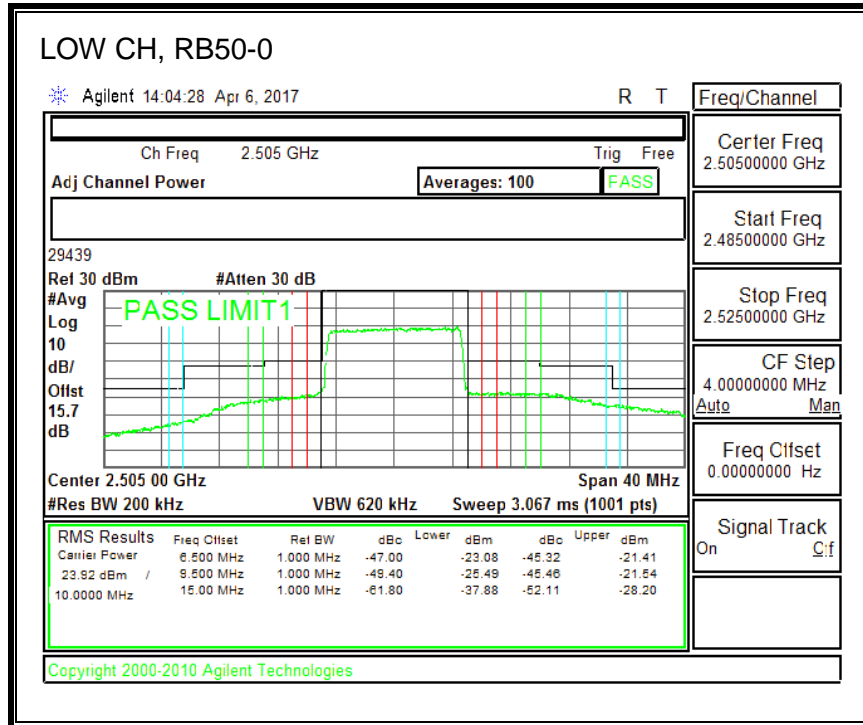 LOW CH, RB50-0
Agilent 14:04:28 Apr 6, 2017 R T
Freq/Channel
Ch Freq 2.505 GHz Trig Free
Adj Channel Power Averages: 100 PASS
Center Freq
2.50500000 GHz
Start Freq
2.48500000 GHz
Stop Freq
2.52500000 GHz
CF Step
4.00000000 MHz
Auto Man
Freq Offset
0.00000000 Hz
Signal Track
On Off
29439
Ref 30 dBm #Atten 30 dB
#Avg
Log
10
dB/
Offst
15.7
dB
PASS LIMIT1
Center 2.505 00 GHz Span 40 MHz
#Res BW 200 kHz VBW 620 kHz Sweep 3.067 ms (1001 pts)
RMS Results Freq Offset Ref BW dBc Lower dBm dBc Upper dBm
Carrier Power 6.500 MHz 1.000 MHz -47.00 -23.08 -45.32 -21.41
23.92 dBm / 9.500 MHz 1.000 MHz -49.40 -25.49 -45.46 -21.54
10.0000 MHz 15.00 MHz 1.000 MHz -61.80 -37.88 -52.11 -28.20
Copyright 2000-2010 Agilent Technologies